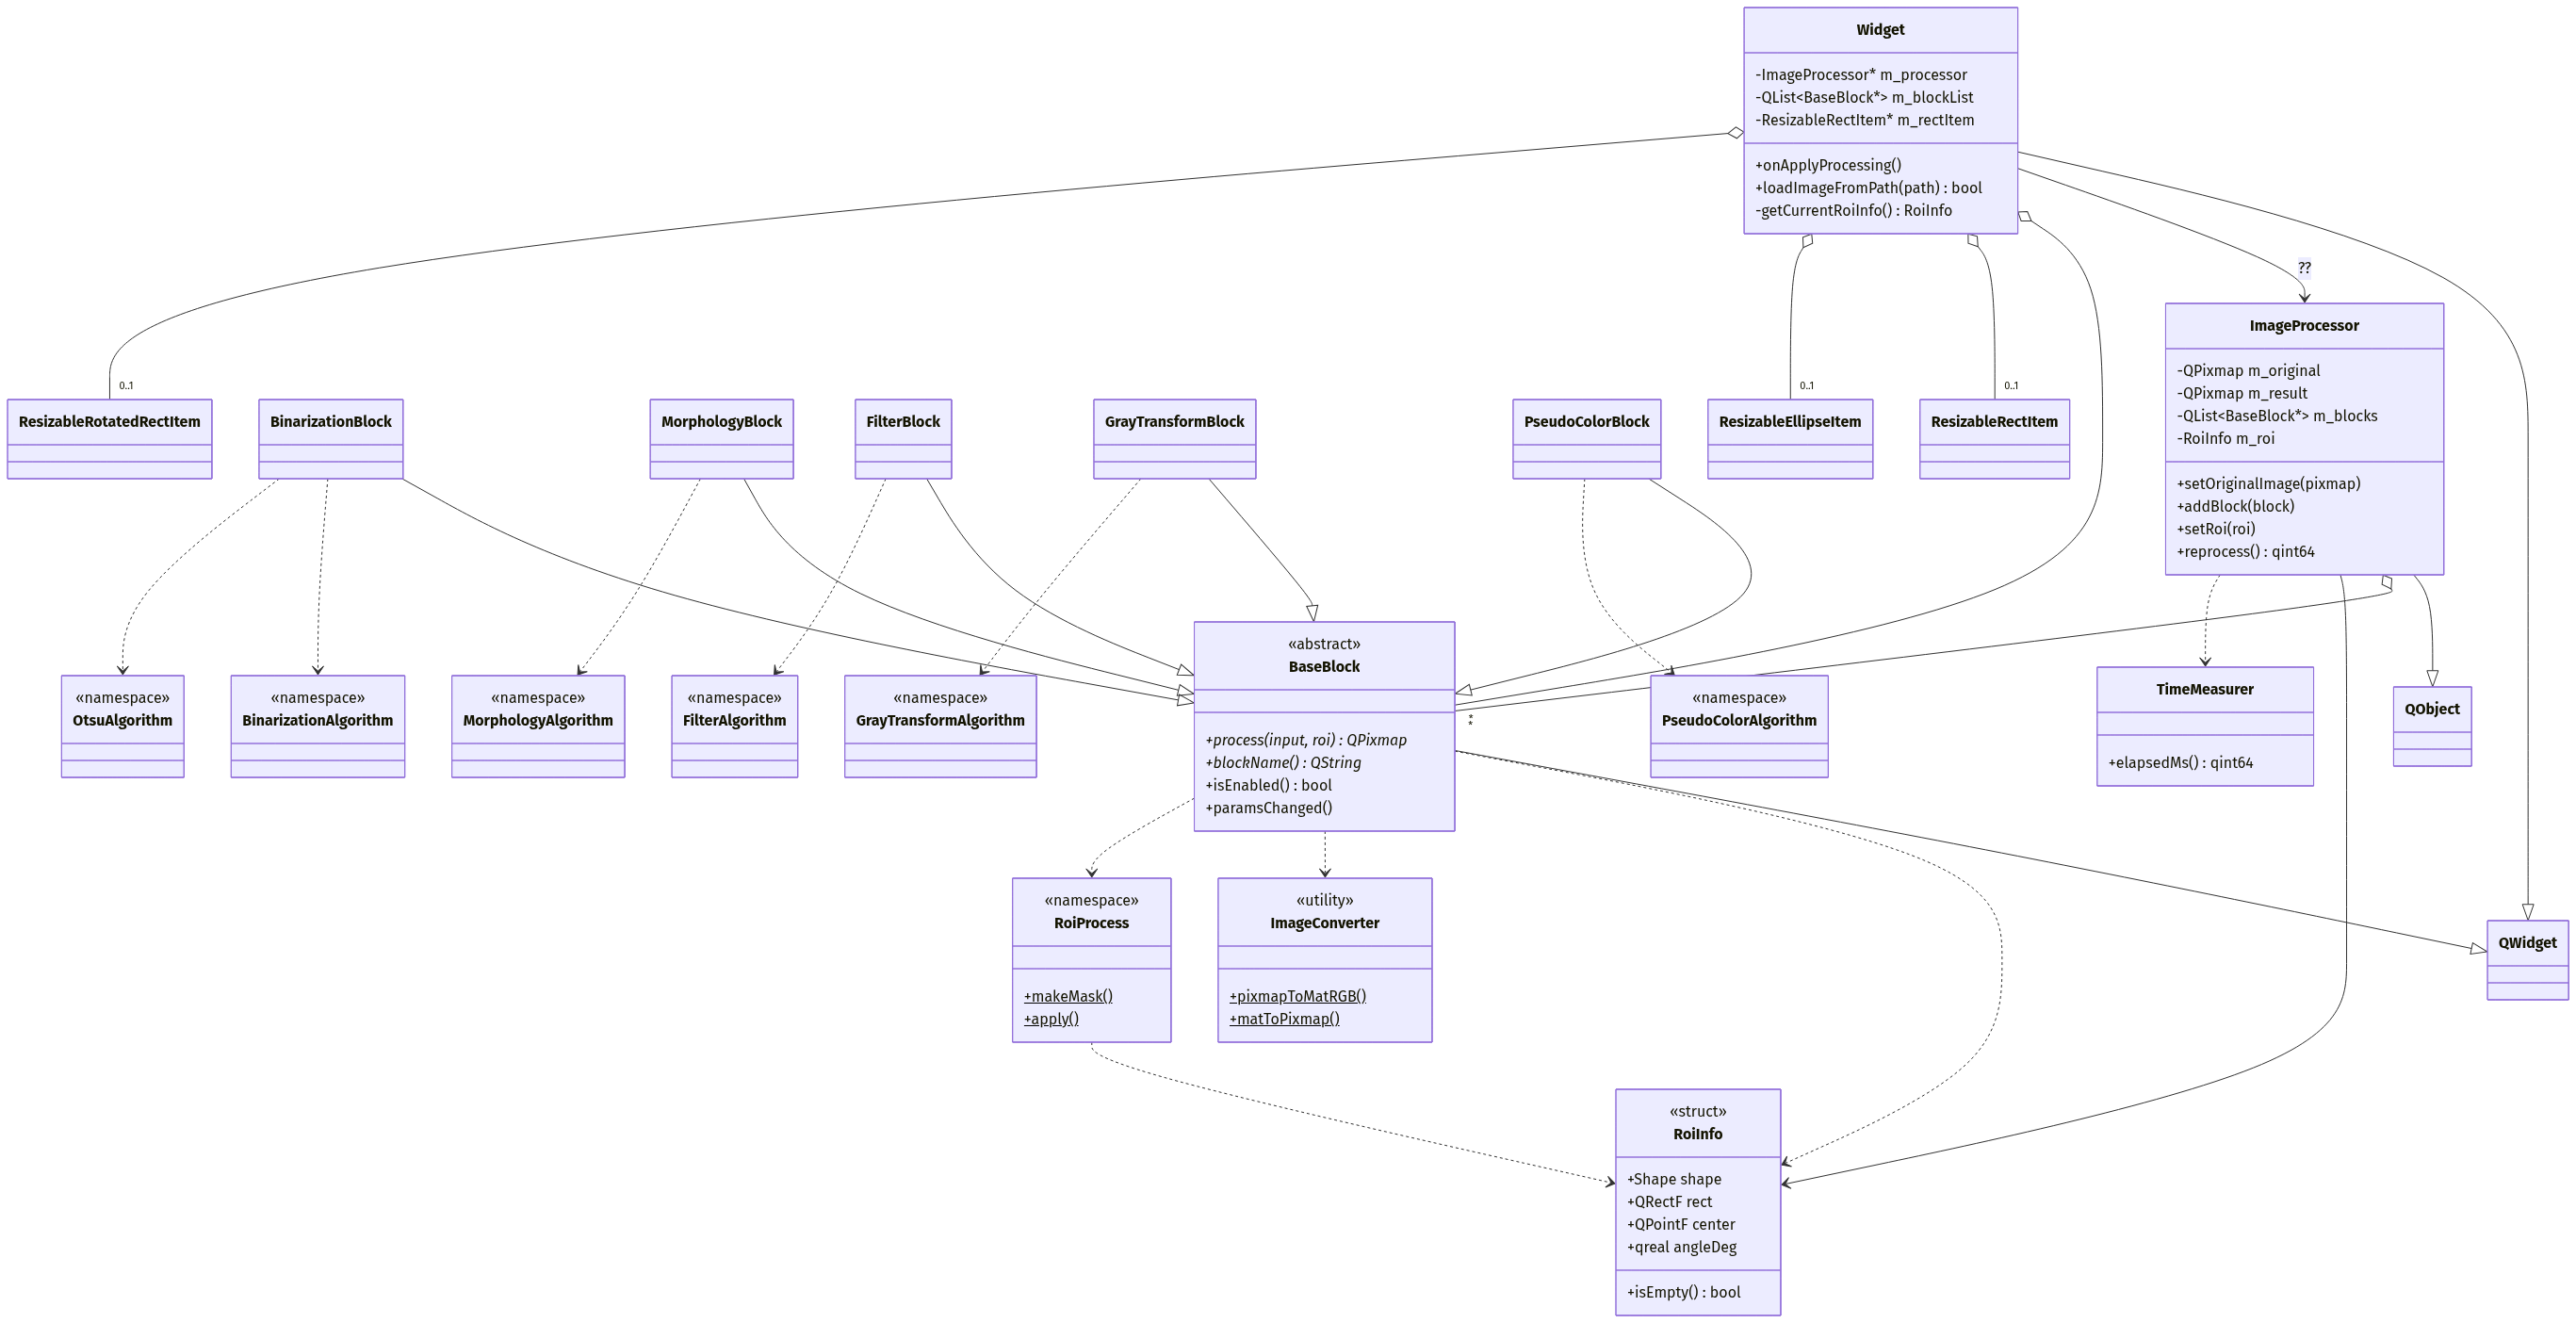 Widget
-ImageProcessor* m_processor
-QList<BaseBlock*> m_blockList
-ResizableRectItem* m_rectItem
+onApplyProcessing()
+loadImageFromPath(path) : bool
-getCurrentRoiInfo() : RoiInfo
??
ImageProcessor
-QPixmap m_original
-QPixmap m_result
-QList<BaseBlock*> m_blocks
-RoiInfo m_roi
+setOriginalImage(pixmap)
+addBlock(block)
+setRoi(roi)
+reprocess() : qint64
0..1
0..1
0..1
ResizableRotatedRectItem
BinarizationBlock
MorphologyBlock
FilterBlock
GrayTransformBlock
PseudoColorBlock
ResizableEllipseItem
ResizableRectItem
«namespace»
OtsuAlgorithm
«namespace»
BinarizationAlgorithm
«namespace»
MorphologyAlgorithm
«namespace»
FilterAlgorithm
«namespace»
GrayTransformAlgorithm
«abstract»
BaseBlock
+process(input, roi) : QPixmap
+blockName() : QString
+isEnabled() : bool
+paramsChanged()
*
*
«namespace»
PseudoColorAlgorithm
TimeMeasurer
+elapsedMs() : qint64
QObject
«namespace»
RoiProcess
+makeMask()
+apply()
«utility»
ImageConverter
+pixmapToMatRGB()
+matToPixmap()
QWidget
«struct»
RoiInfo
+Shape shape
+QRectF rect
+QPointF center
+qreal angleDeg
+isEmpty() : bool